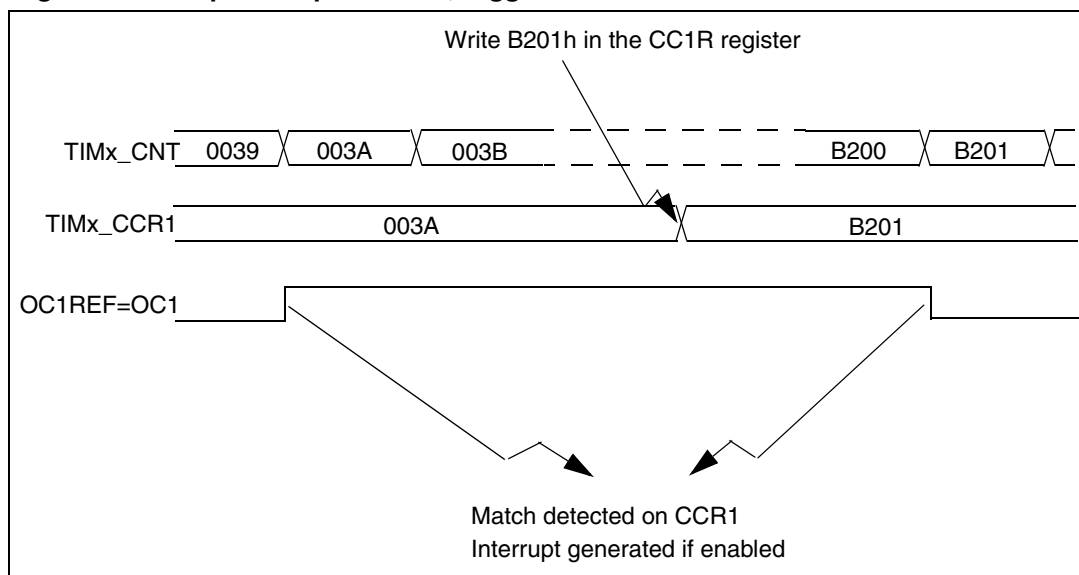 Write B201h in the CC1R register
TIMx_CNT 0039 003A 003B B200 B201
TIMx_CCR1 003A B201
OC1REF=OC1
Match detected on CCR1
Interrupt generated if enabled